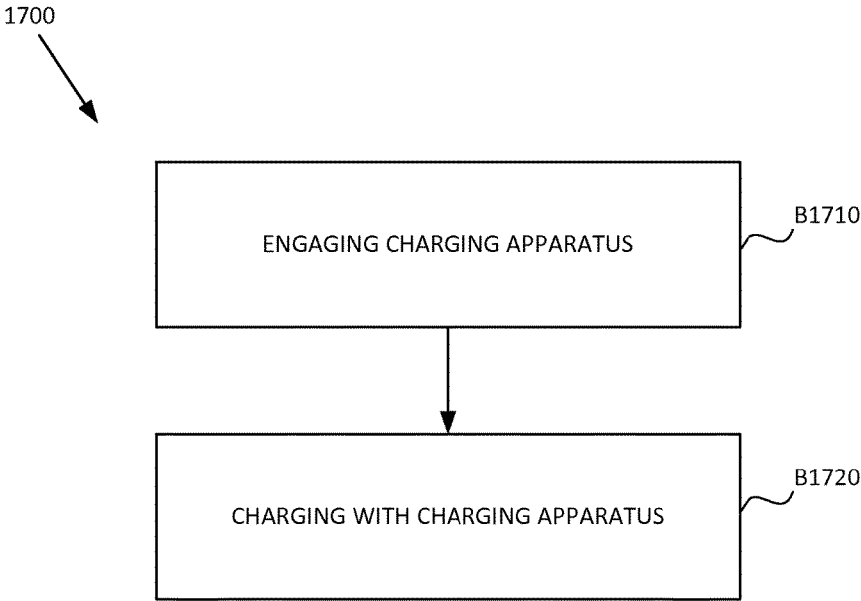 1700
B1710
ENGAGING CHARGING APPARATUS
B1720
CHARGING WITH CHARGING APPARATUS